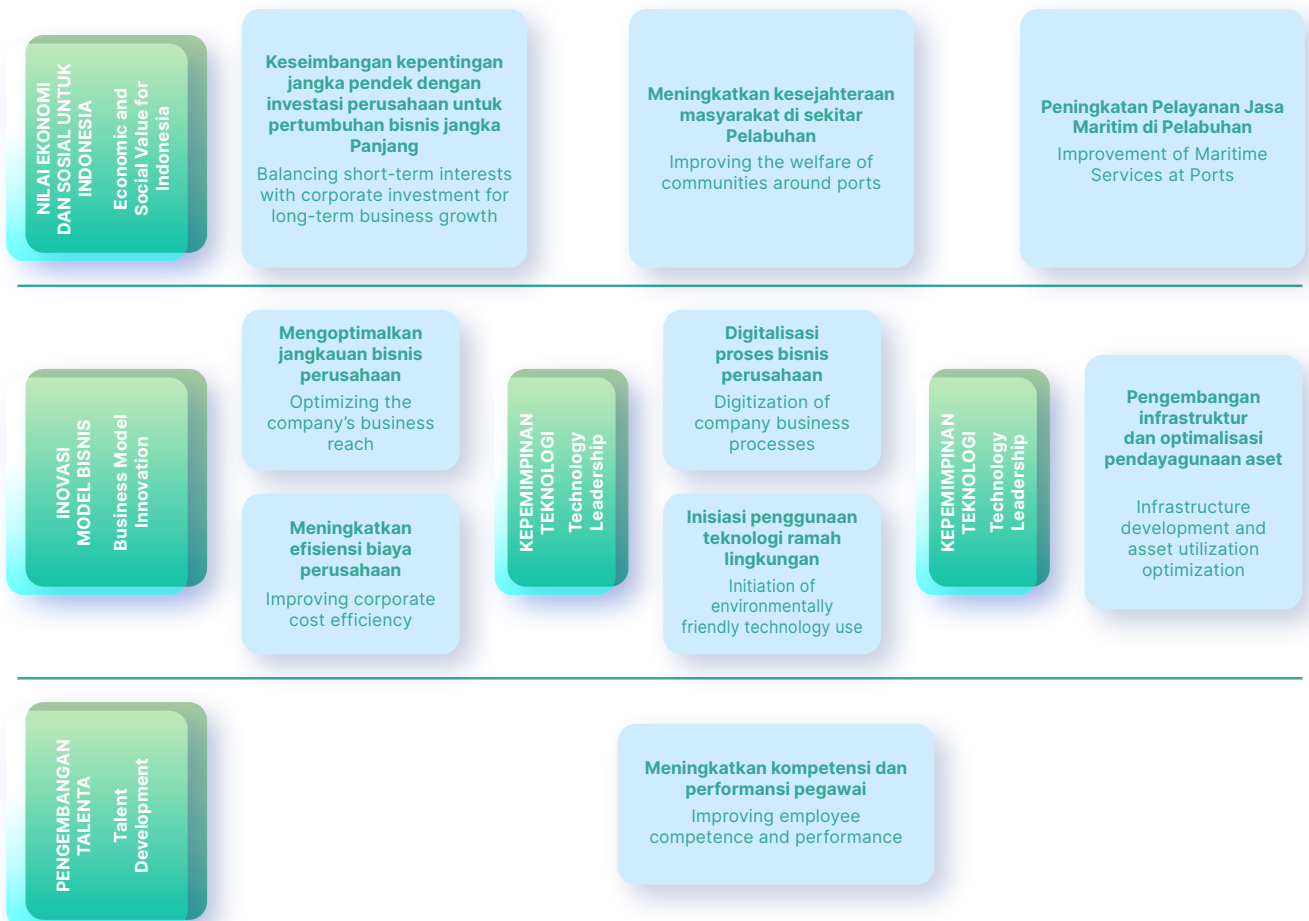 NILAI EKONOMI
DAN SOSIAL UNTUK
INDONESIA
Economic and
Social Value for
Indonesia
Keseimbangan kepentingan
jangka pendek dengan
investasi perusahaan untuk
pertumbuhan bisnis jangka
Panjang
Balancing short-term interests
with corporate investment for
long-term business growth
Meningkatkan kesejahteraan
masyarakat di sekitar
Pelabuhan
Improving the welfare of
communities around ports
Peningkatan Pelayanan Jasa
Maritim di Pelabuhan
Improvement of Maritime
Services at Ports
INOVASI
MODEL BISNIS
Business Model
Innovation
Mengoptimalkan
jangkauan bisnis
perusahaan
Optimizing the
company’s business
reach
Meningkatkan
efisiensi biaya
perusahaan
Improving corporate
cost efficiency
KEPEMIMPINAN
TEKNOLOGI
Technology
Leadership
Digitalisasi
proses bisnis
perusahaan
Digitization of
company business
processes
Inisiasi penggunaan
teknologi ramah
lingkungan
Initiation of
environmentally
friendly technology use
KEPEMIMPINAN
TEKNOLOGI
Technology
Leadership
Pengembangan
infrastruktur
dan optimalisasi
pendayagunaan aset
Infrastructure
development and
asset utilization
optimization
PENGEMBANGAN
TALENTA
Talent
Development
Meningkatkan kompetensi dan
performansi pegawai
Improving employee
competence and performance